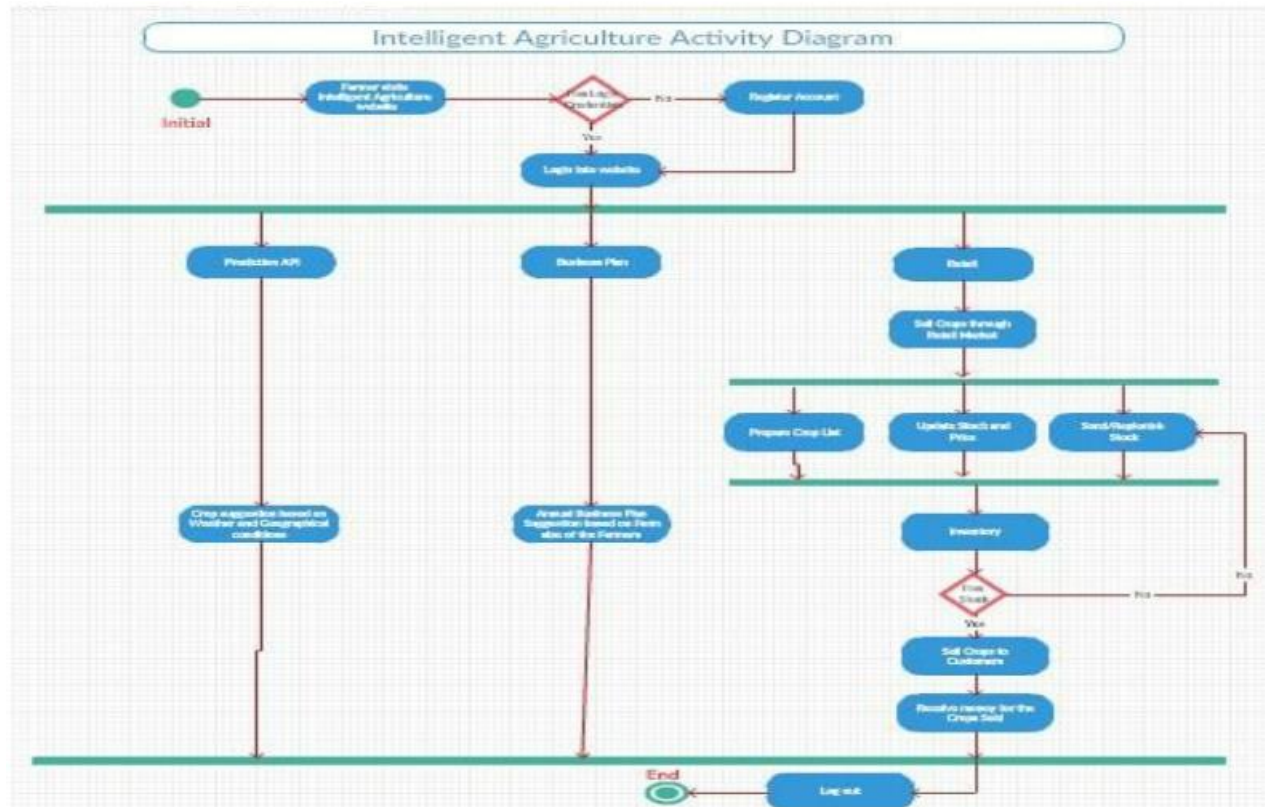 Intelligent Agriculture Activity Diagram
Initial
Farmer visits
Intelligent Agriculture
website
Has Login
Credentials
No
Register Account
Yes
Login into website
Prediction API
Business Plan
Retail
Sell Crops through
Retail Market
Prepare Crop List
Update Stock and
Price
Send/Replenish
Stock
Crop suggestion based on
Weather and Geographical
conditions
Annual Business Plan
Suggestion based on Farm
size of the Farmers
Inventory
Has
Stock
No
No
Yes
Sell Crops to
Customers
Receive money for the
Crops Sold
End
Log out